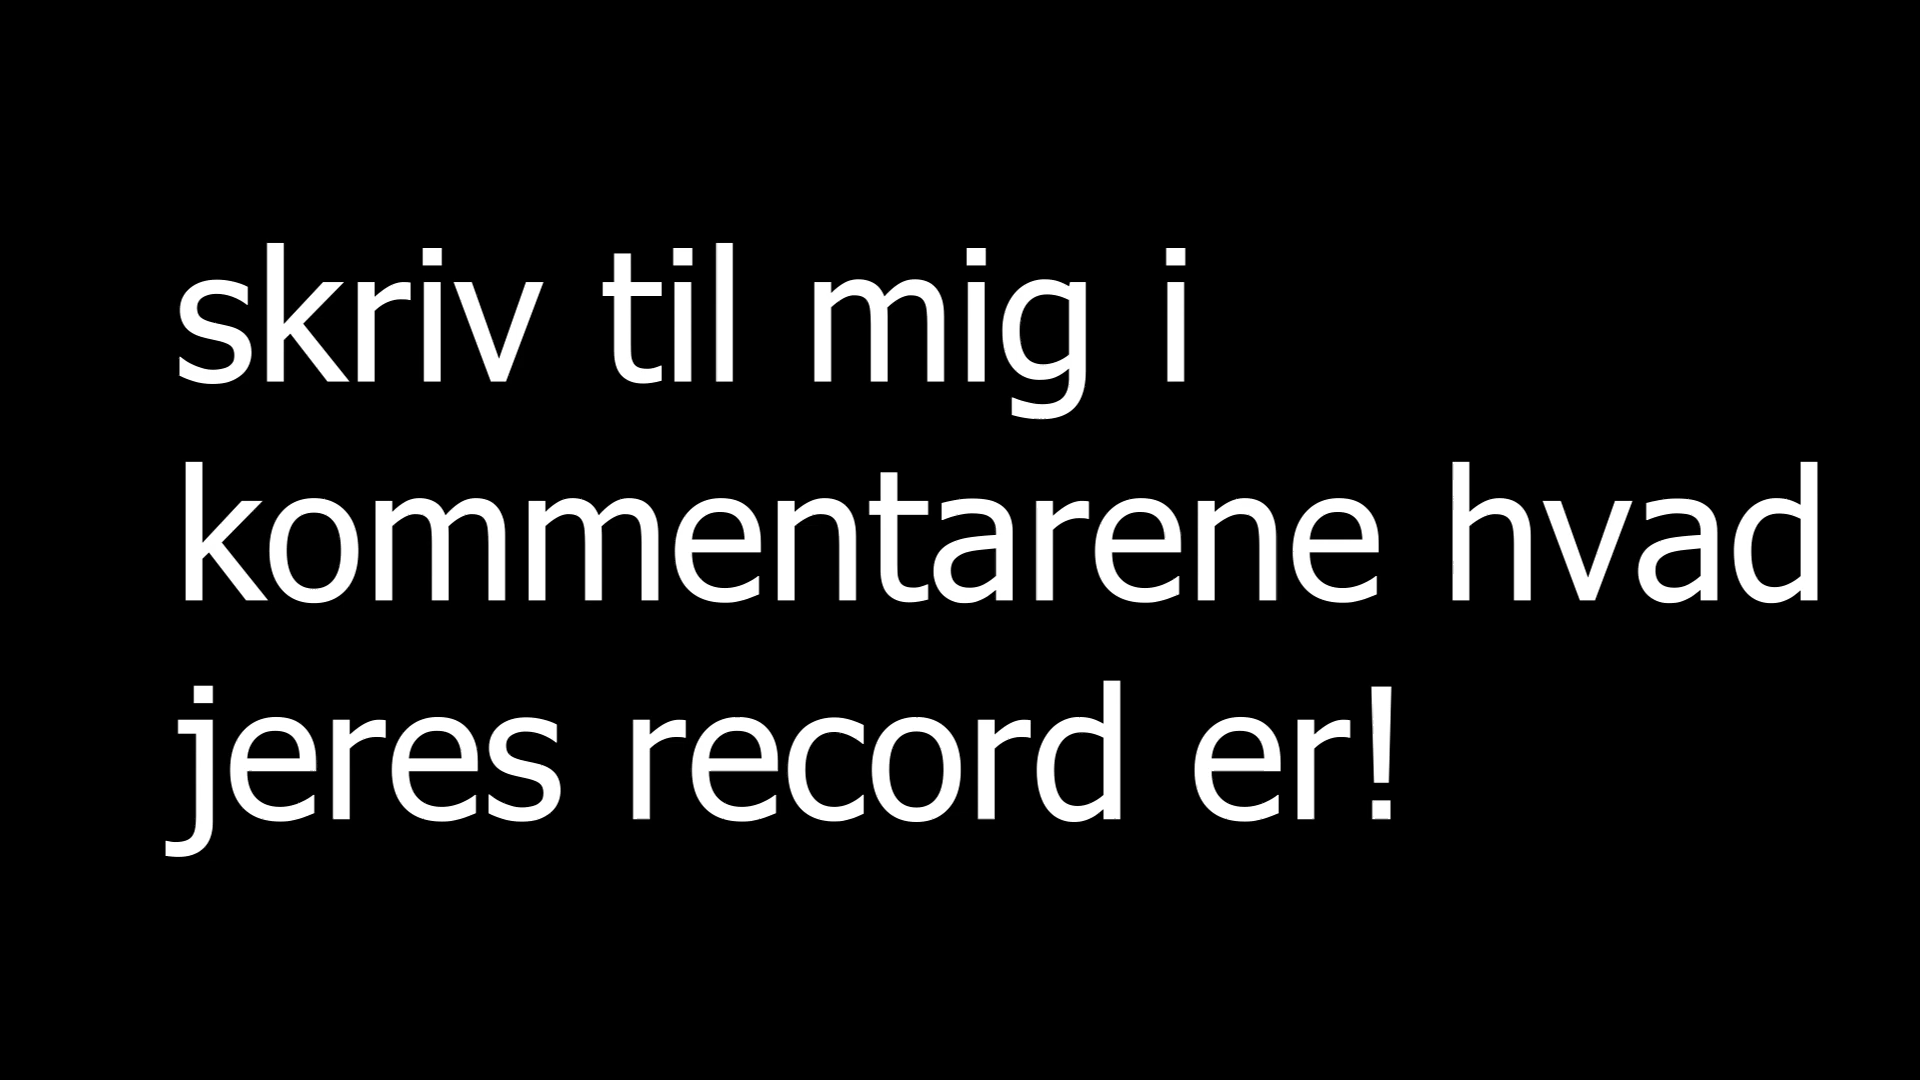 skriv til mig i
kommentarene hvad
jeres record er!